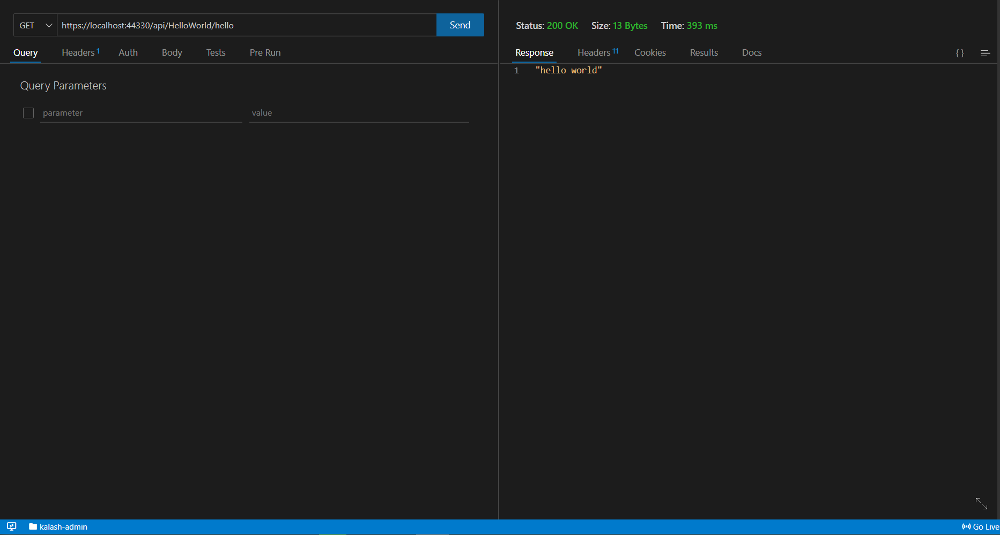 GET https://localhost:44330/api/HelloWorld/hello Send
Query Headers 1 Auth Body Tests Pre Run
Query Parameters
parameter value
Status: 200 OK Size: 13 Bytes Time: 393 ms
Response Headers 11 Cookies Results Docs { }
1 "hello world"
kalash-admin Go Live